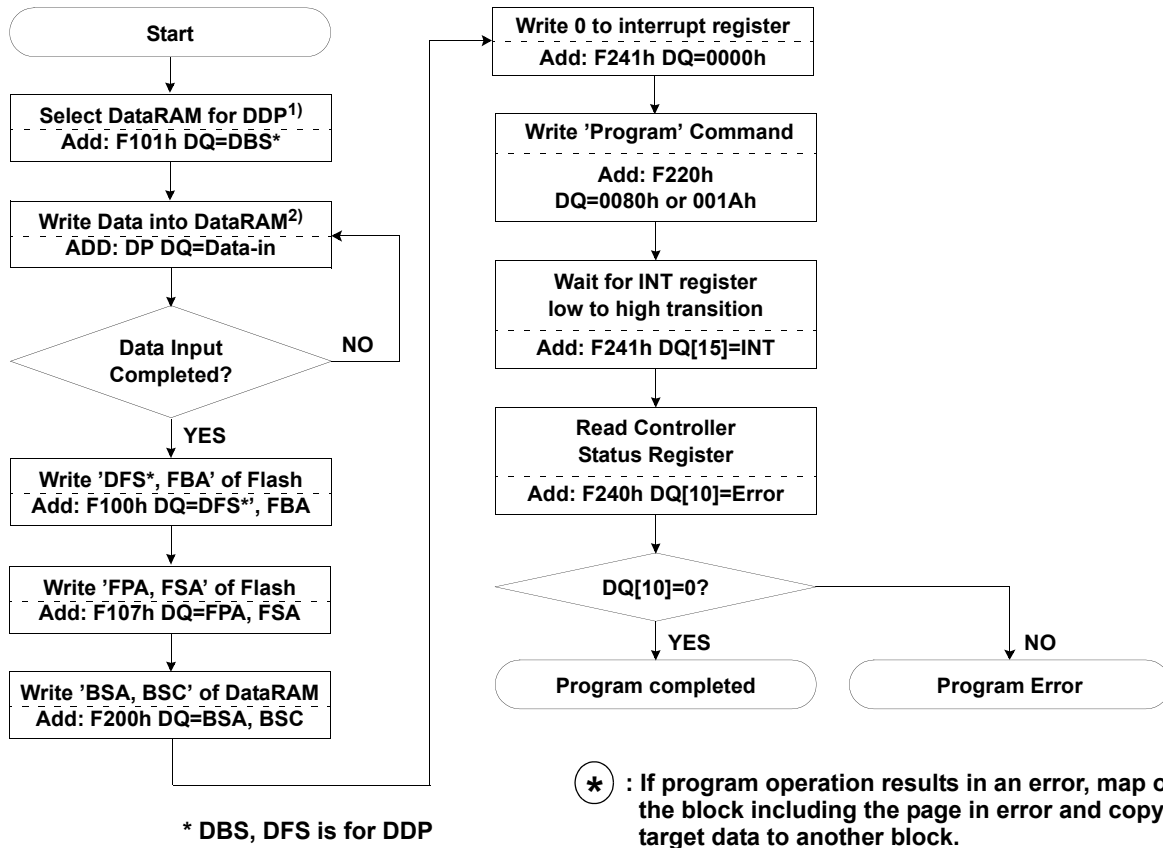 Start
Select DataRAM for DDP1)
Add: F101h DQ=DBS*
Write Data into DataRAM2)
ADD: DP DQ=Data-in
Data Input
Completed?
NO
YES
Write ’DFS*, FBA’ of Flash
Add: F100h DQ=DFS*’, FBA
Write ’FPA, FSA’ of Flash
Add: F107h DQ=FPA, FSA
Write ’BSA, BSC’ of DataRAM
Add: F200h DQ=BSA, BSC
Write 0 to interrupt register
Add: F241h DQ=0000h
Write ’Program’ Command
Add: F220h
DQ=0080h or 001Ah
Wait for INT register
low to high transition
Add: F241h DQ[15]=INT
Read Controller
Status Register
Add: F240h DQ[10]=Error
DQ[10]=0?
YES
NO
Program completed
Program Error
* : If program operation results in an error, map
the block including the page in error and copy
target data to another block.
* DBS, DFS is for DDP